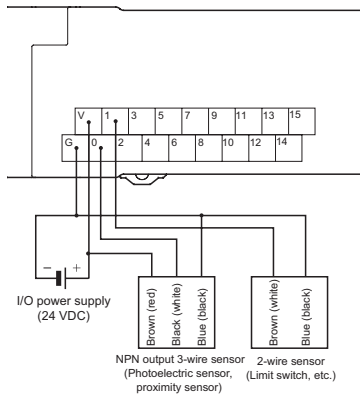 V 1 3 5 7 9 11 13 15
G 0 2 4 6 8 10 12 14
− +
I/O power supply
(24 VDC)
Brown (red)
Black (white)
Blue (black)
Brown (white)
Blue (black)
NPN output 3-wire sensor
(Photoelectric sensor,
proximity sensor)
2-wire sensor
(Limit switch, etc.)